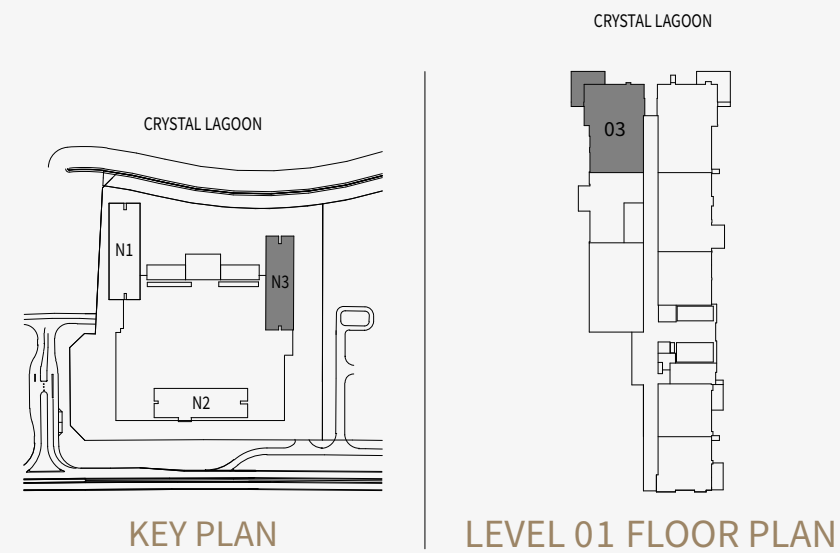 CRYSTAL LAGOON
N1
N3
N2
KEY PLAN
CRYSTAL LAGOON
03
LEVEL 01 FLOOR PLAN